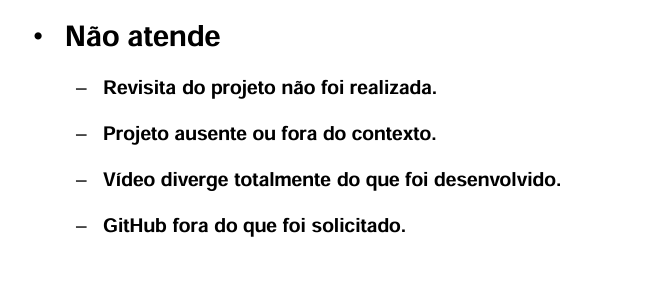 • Não atende
– Revisita do projeto não foi realizada.
– Projeto ausente ou fora do contexto.
– Vídeo diverge totalmente do que foi desenvolvido.
– GitHub fora do que foi solicitado.